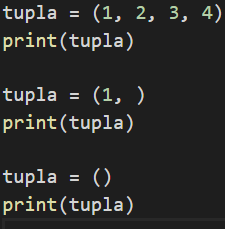 tupla = (1, 2, 3, 4)
print(tupla)
tupla = (1, )
print(tupla)
tupla = ()
print(tupla)